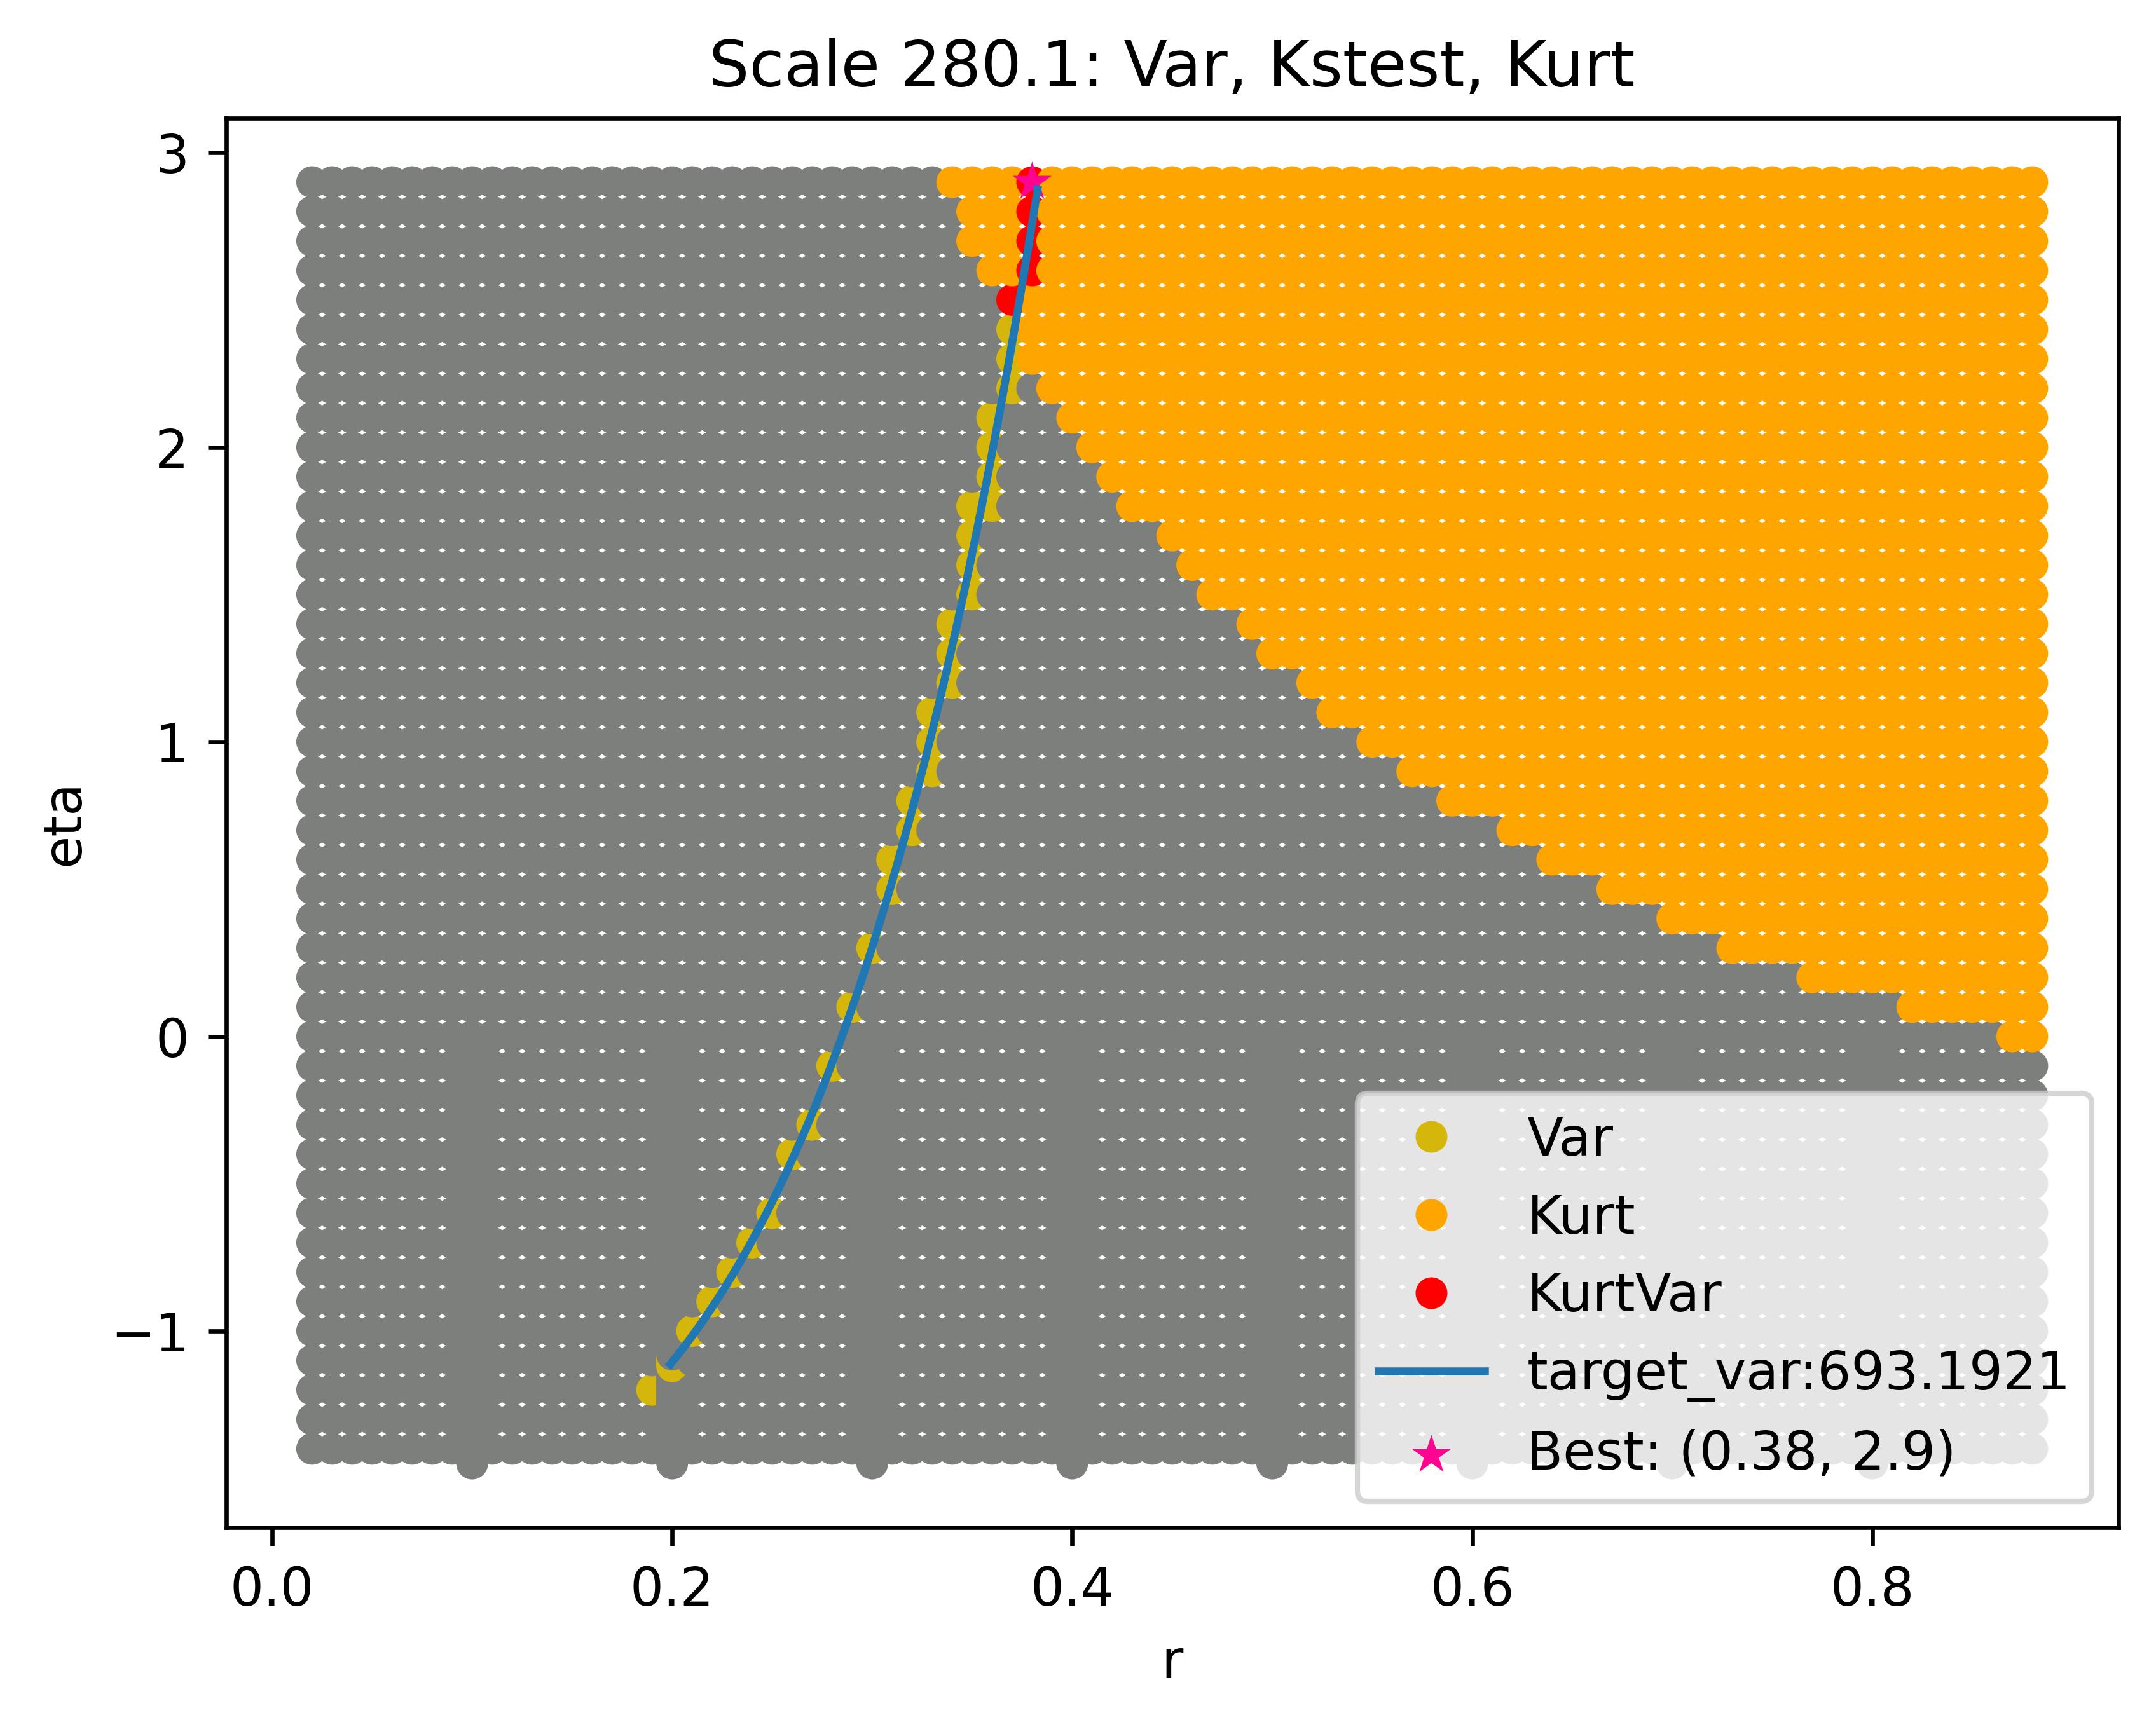 Scale 280.1: Var, Kstest, Kurt
3
2
1
0
−1
eta
Var
Kurt
KurtVar
target_var:693.1921
Best: (0.38, 2.9)
0.0 0.2 0.4 0.6 0.8
r